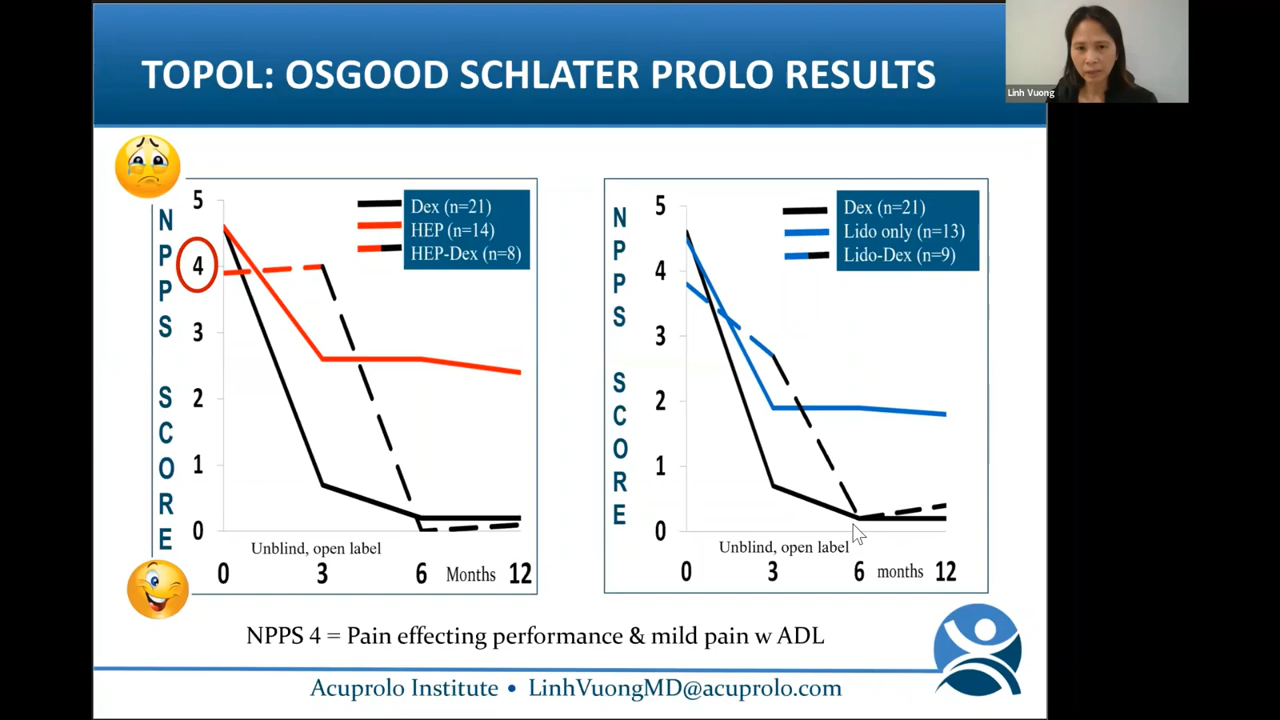 TOPOL: OSGOOD SCHLATER PROLO RESULTS
Linh Vuong
NPPS SCORE
5
4
3
2
1
0
Dex (n=21)
HEP (n=14)
HEP-Dex (n=8)
Unblind, open label
0 3 6 Months 12
NPPS SCORE
5
4
3
2
1
0
Dex (n=21)
Lido only (n=13)
Lido-Dex (n=9)
Unblind, open label
0 3 6 months 12
NPPS 4 = Pain effecting performance & mild pain w ADL
Acuprolo Institute • LinhVuongMD@acuprolo.com